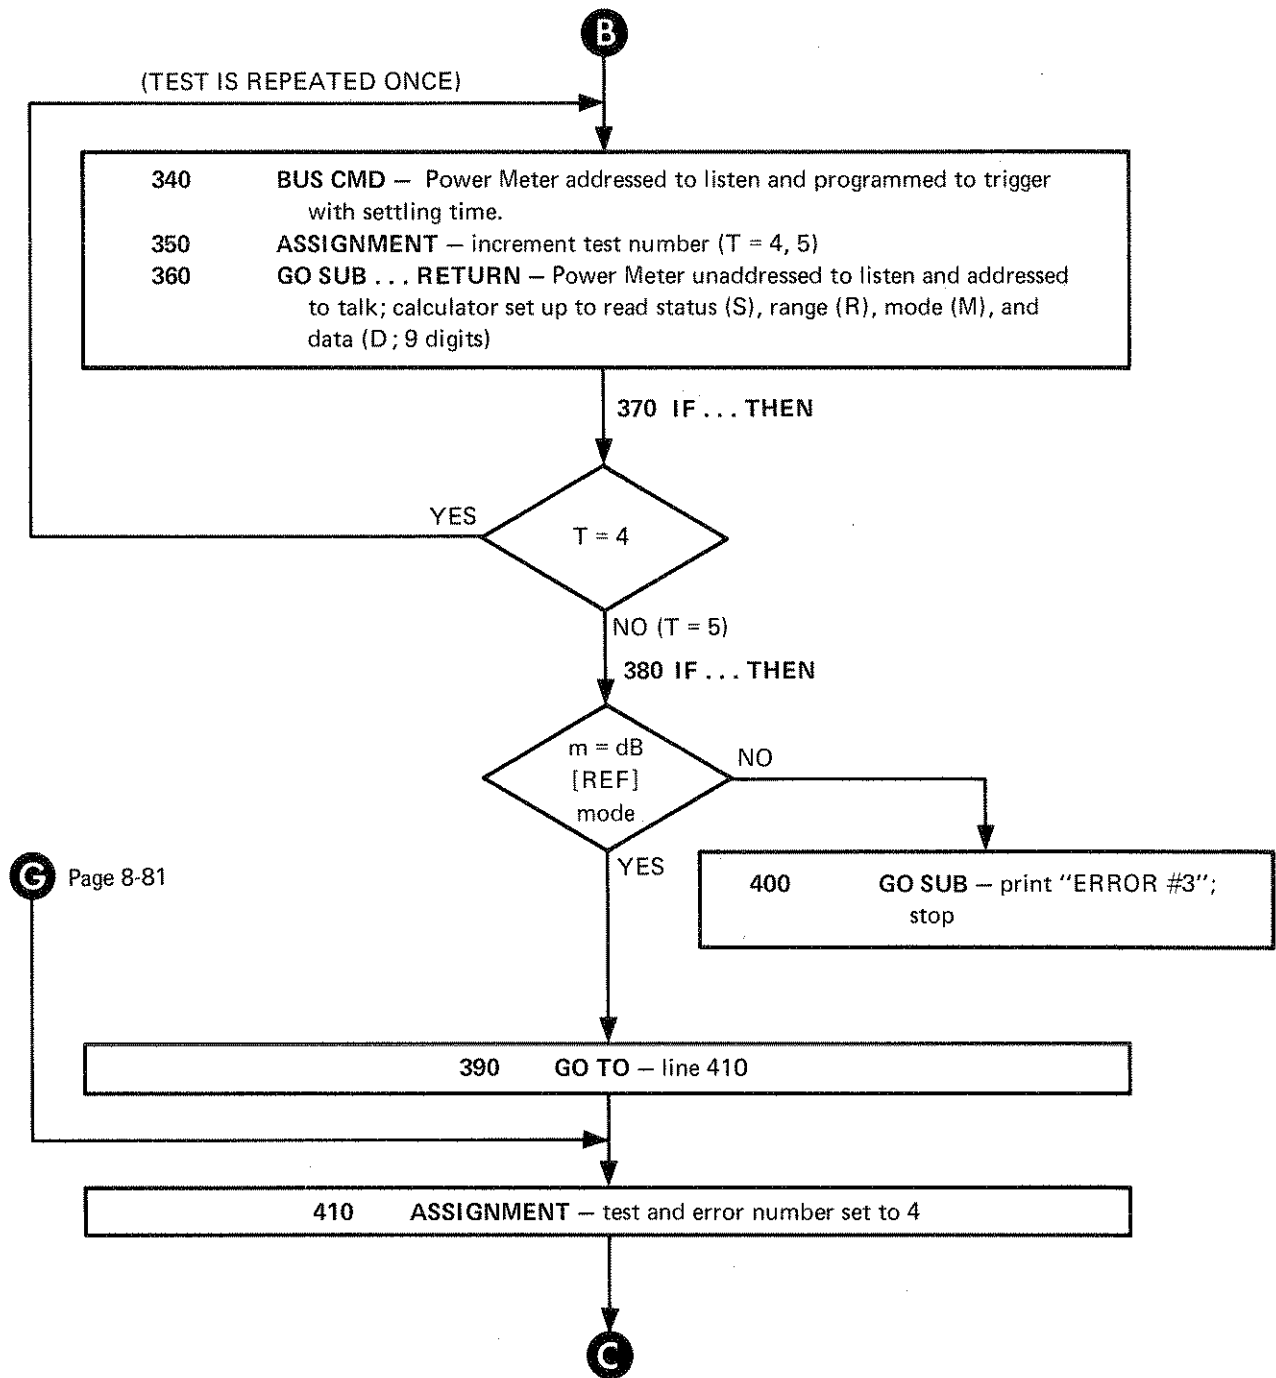 B
(TEST IS REPEATED ONCE)
340 BUS CMD — Power Meter addressed to listen and programmed to trigger
with settling time.
350 ASSIGNMENT — increment test number (T = 4, 5)
360 GO SUB . . . RETURN — Power Meter unaddressed to listen and addressed
to talk; calculator set up to read status (S), range (R), mode (M), and
data (D; 9 digits)
370 IF . . . THEN
YES
T = 4
NO (T = 5)
380 IF . . . THEN
m = dB
[REF]
mode
NO
YES
G Page 8-81
400 GO SUB — print "ERROR #3";
stop
390 GO TO — line 410
410 ASSIGNMENT — test and error number set to 4
C